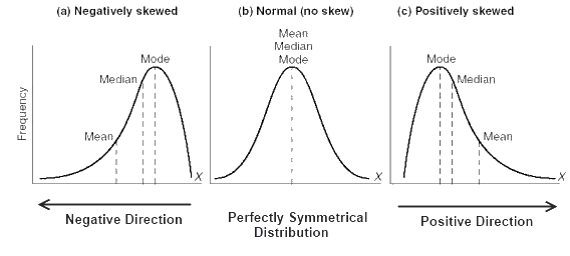 (a) Negatively skewed
(b) Normal (no skew)
(c) Positively skewed
Frequency
Mode
Median
Mean
X
Mean
Median
Mode
X
Mode
Median
Mean
X
Negative Direction
Perfectly Symmetrical
Distribution
Positive Direction